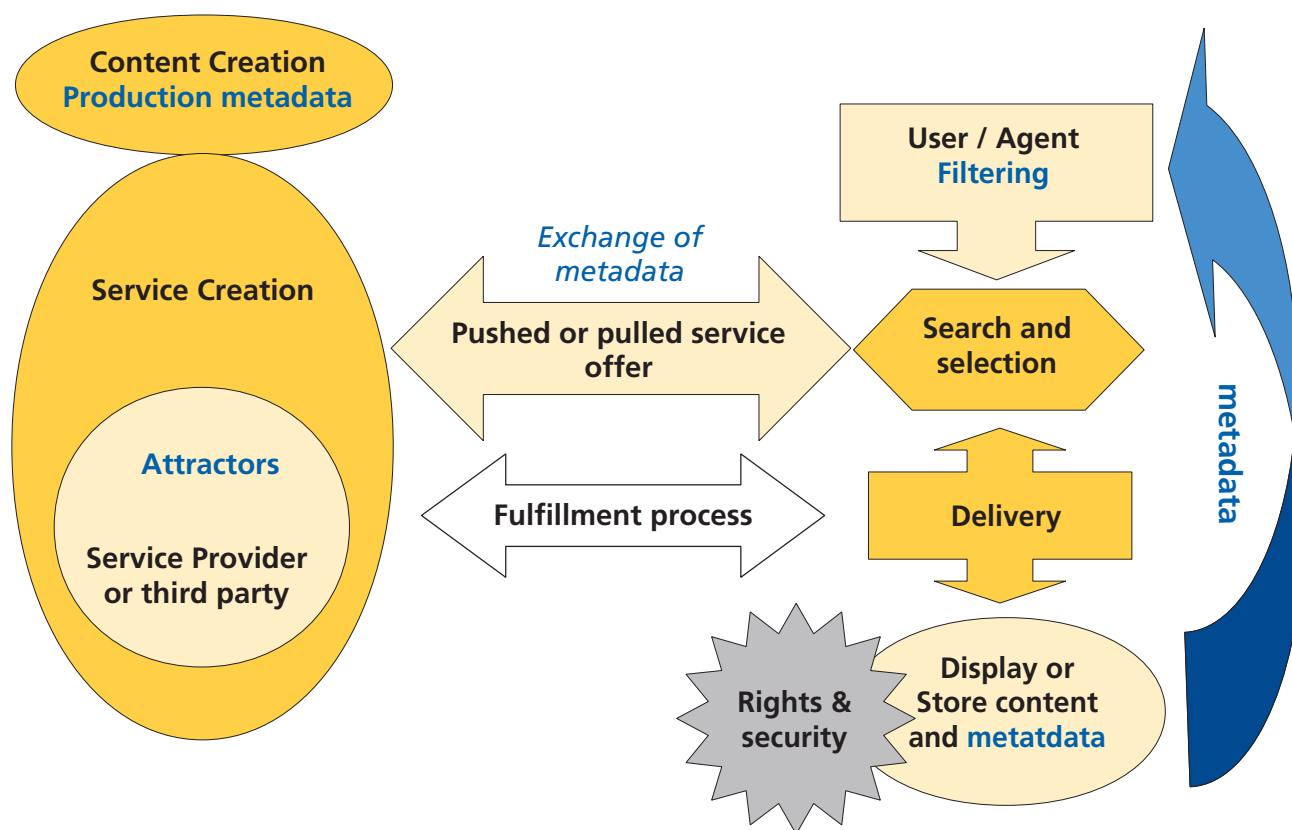 Content Creation
Production metadata
Service Creation
Attractors
Service Provider
or third party
Exchange of
metadata
Pushed or pulled service
offer
Fulfillment process
User / Agent
Filtering
Search and
selection
Delivery
Rights &
security
Display or
Store content
and metatdata
metadata